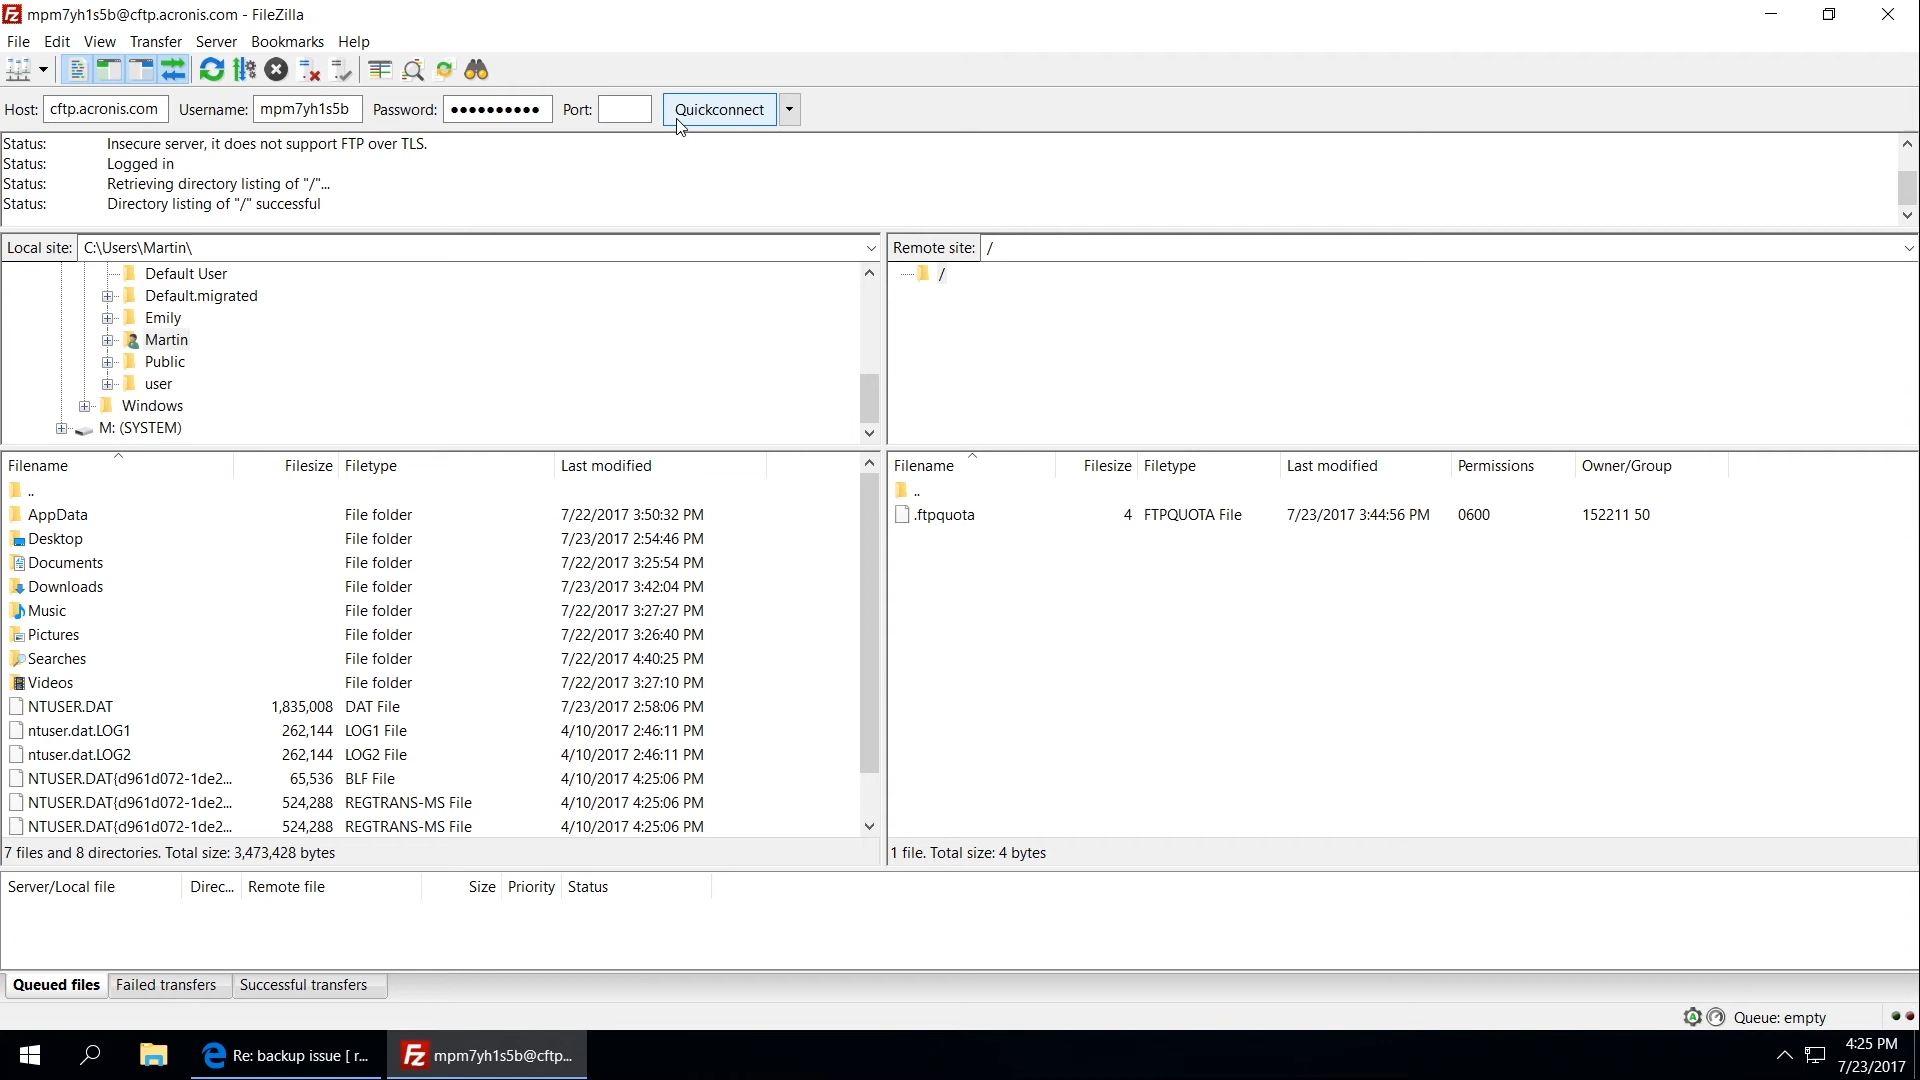 mpm7yh1s5b@cftp.acronis.com - FileZilla
File Edit View Transfer Server Bookmarks Help
Host: cftp.acronis.com Username: mpm7yh1s5b Password: ●●●●●●●●●● Port: Quickconnect
Status: Insecure server, it does not support FTP over TLS.
Status: Logged in
Status: Retrieving directory listing of "/"...
Status: Directory listing of "/" successful
Local site: C:\Users\Martin\
Default User
Default.migrated
Emily
Martin
Public
user
Windows
M: (SYSTEM)
Remote site: /
/
Filename Filesize Filetype Last modified
..
AppData File folder 7/22/2017 3:50:32 PM
Desktop File folder 7/23/2017 2:54:46 PM
Documents File folder 7/22/2017 3:25:54 PM
Downloads File folder 7/23/2017 3:42:04 PM
Music File folder 7/22/2017 3:27:27 PM
Pictures File folder 7/22/2017 3:26:40 PM
Searches File folder 7/22/2017 4:40:25 PM
Videos File folder 7/22/2017 3:27:10 PM
NTUSER.DAT 1,835,008 DAT File 7/23/2017 2:58:06 PM
ntuser.dat.LOG1 262,144 LOG1 File 4/10/2017 2:46:11 PM
ntuser.dat.LOG2 262,144 LOG2 File 4/10/2017 2:46:11 PM
NTUSER.DAT{d961d072-1de2... 65,536 BLF File 4/10/2017 4:25:06 PM
NTUSER.DAT{d961d072-1de2... 524,288 REGTRANS-MS File 4/10/2017 4:25:06 PM
NTUSER.DAT{d961d072-1de2... 524,288 REGTRANS-MS File 4/10/2017 4:25:06 PM
7 files and 8 directories. Total size: 3,473,428 bytes
Filename Filesize Filetype Last modified Permissions Owner/Group
..
.ftpquota 4 FTPQUOTA File 7/23/2017 3:44:56 PM 0600 152211 50
1 file. Total size: 4 bytes
Server/Local file Direc... Remote file Size Priority Status
Queued files Failed transfers Successful transfers
Queue: empty
Re: backup issue [ r...
mpm7yh1s5b@cftp...
4:25 PM
7/23/2017